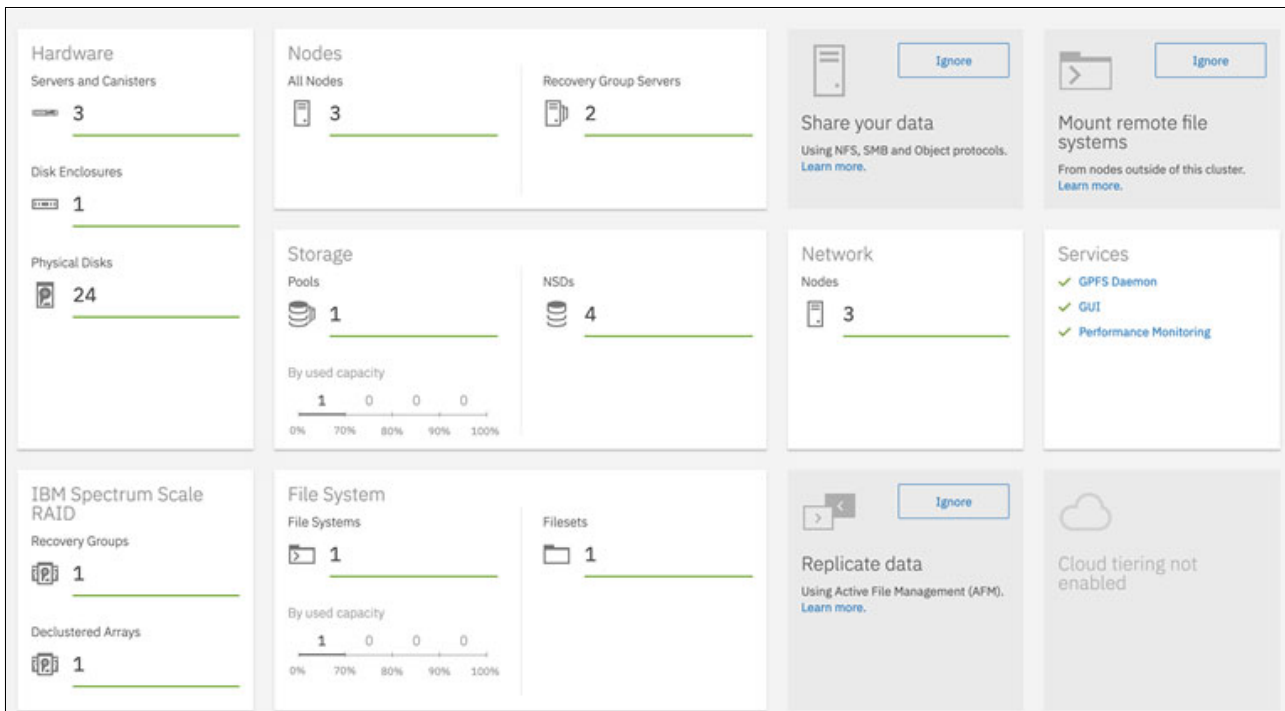 Hardware
Servers and Canisters
3
Disk Enclosures
1
Physical Disks
24
Nodes
All Nodes
3
Recovery Group Servers
2
Ignore
Share your data
Using NFS, SMB and Object protocols.
Learn more.
Ignore
Mount remote file
systems
From nodes outside of this cluster.
Learn more.
Storage
Pools
1
By used capacity
1 0 0 0
0% 70% 80% 90% 100%
NSDs
4
Network
Nodes
3
Services
GPFS Daemon
GUI
Performance Monitoring
IBM Spectrum Scale
RAID
Recovery Groups
1
Declustered Arrays
1
File System
File Systems
1
By used capacity
1 0 0 0
0% 70% 80% 90% 100%
Filesets
1
Ignore
Replicate data
Using Active File Management (AFM).
Learn more.
Cloud tiering not
enabled